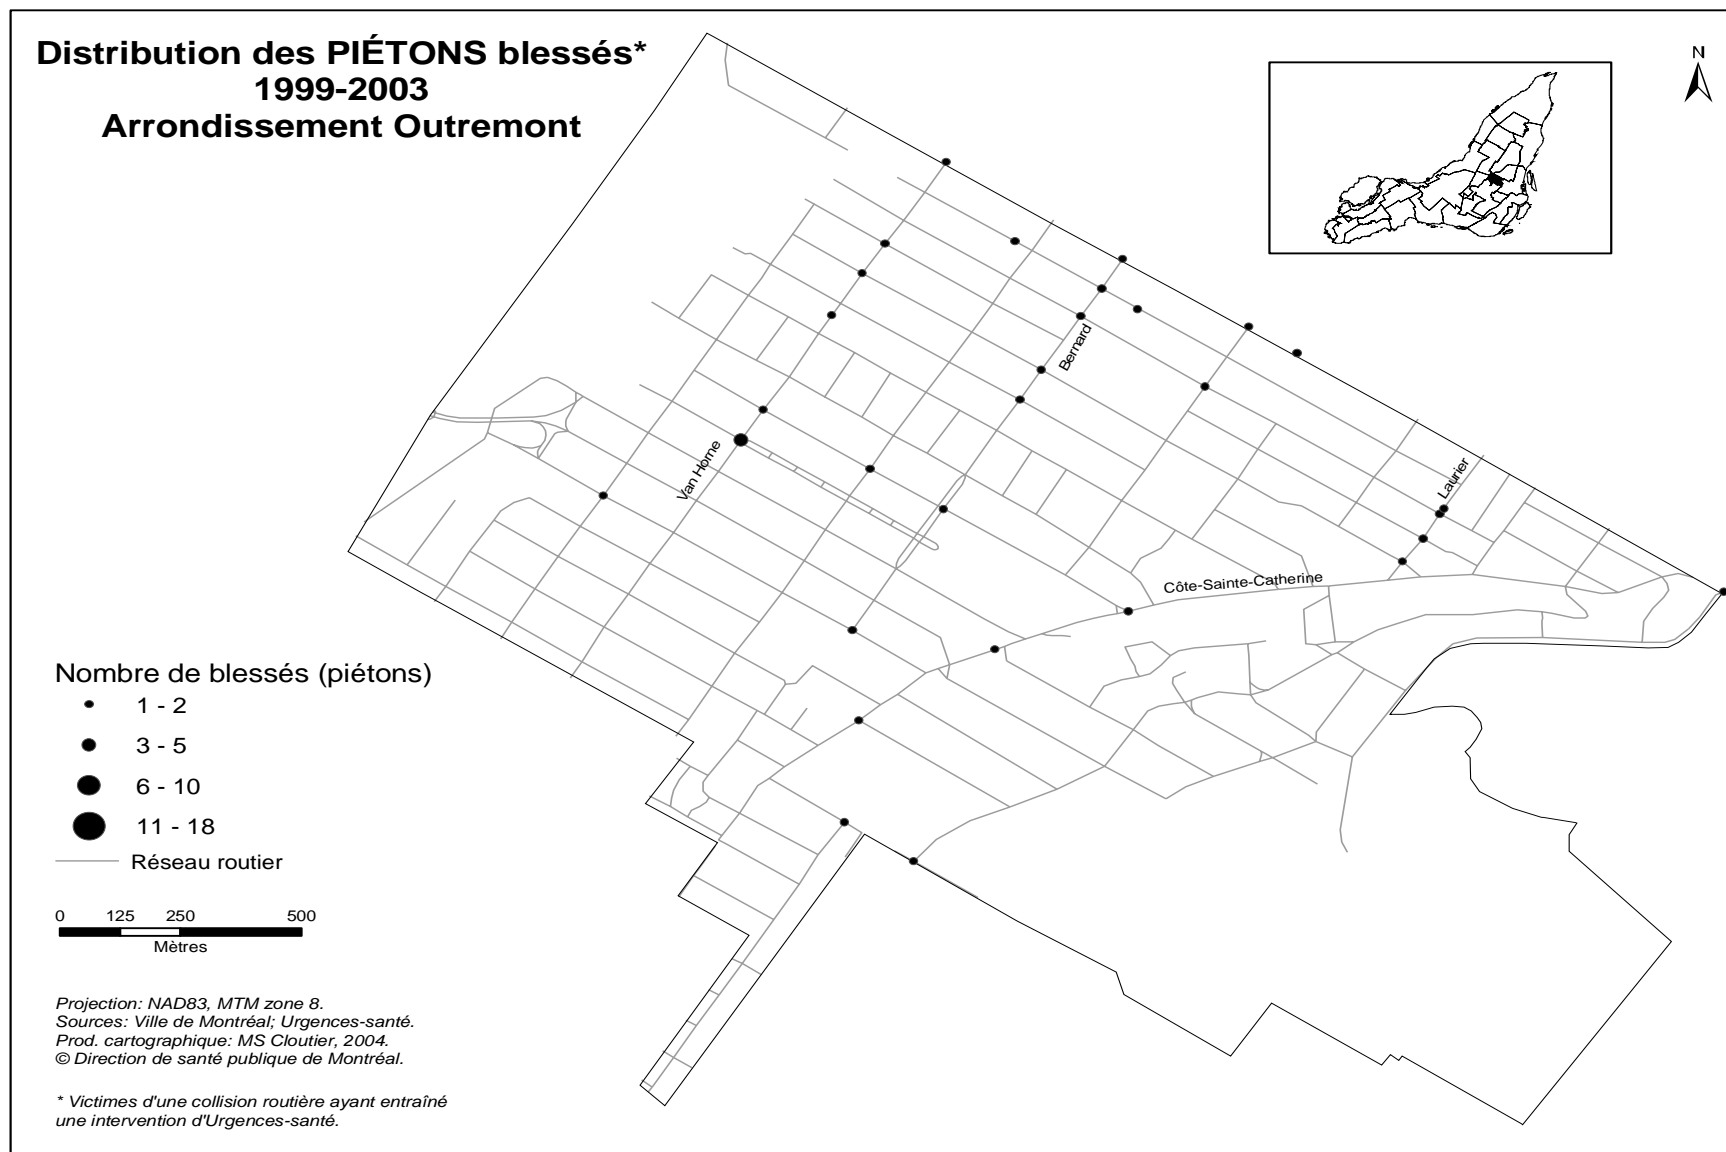 Distribution des PIÉTONS blessés*
1999-2003
Arrondissement Outremont
N
Bernard
Van Horne
Laurier
Côte-Sainte-Catherine
Nombre de blessés (piétons)
1 - 2
3 - 5
6 - 10
11 - 18
Réseau routier
0 125 250 500
Mètres
Projection: NAD83, MTM zone 8.
Sources: Ville de Montréal; Urgences-santé.
Prod. cartographique: MS Cloutier, 2004.
© Direction de santé publique de Montréal.
* Victimes d'une collision routière ayant entraîné
une intervention d'Urgences-santé.